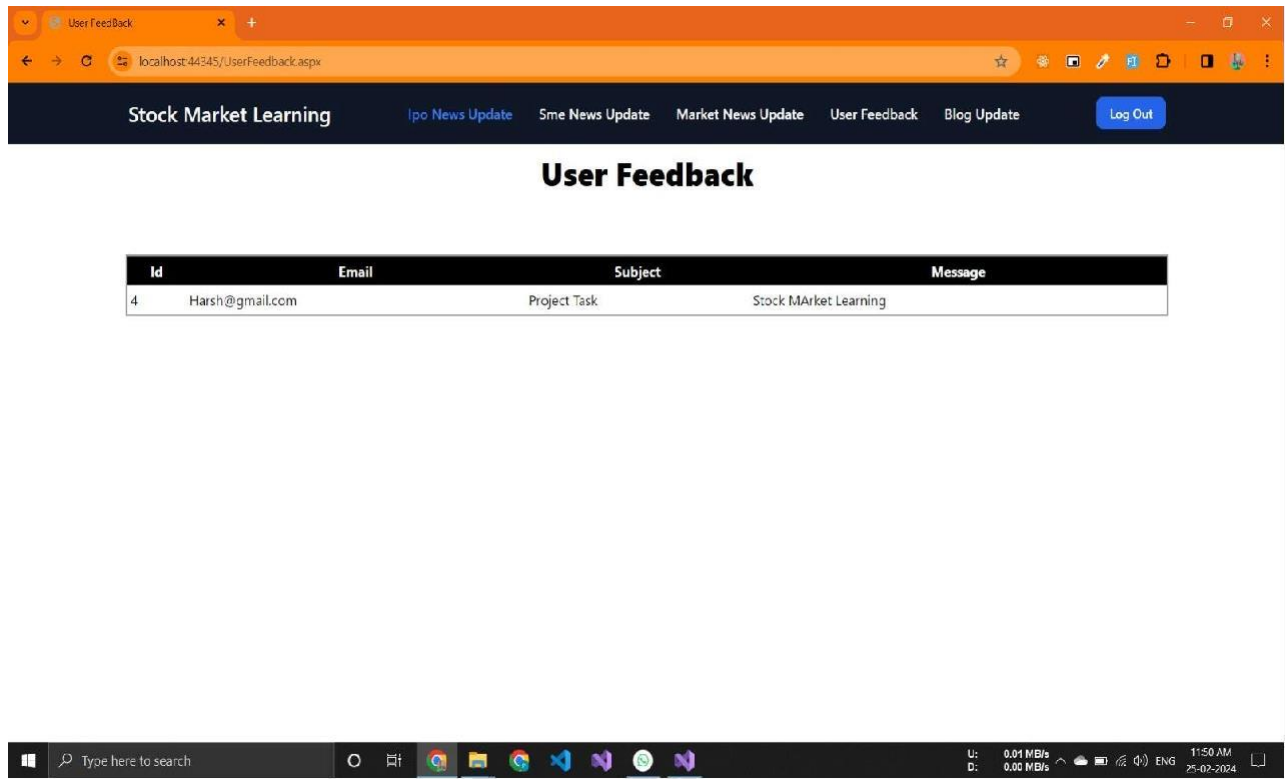 User FeedBack
localhost:44345/UserFeedback.aspx
Stock Market Learning Ipo News Update Sme News Update Market News Update User Feedback Blog Update Log Out
User Feedback
Id Email Subject Message
4 Harsh@gmail.com Project Task Stock MArket Learning
Type here to search U: 0.01 MB/s ENG 11:50 AM
D: 0.00 MB/s 25-02-2024